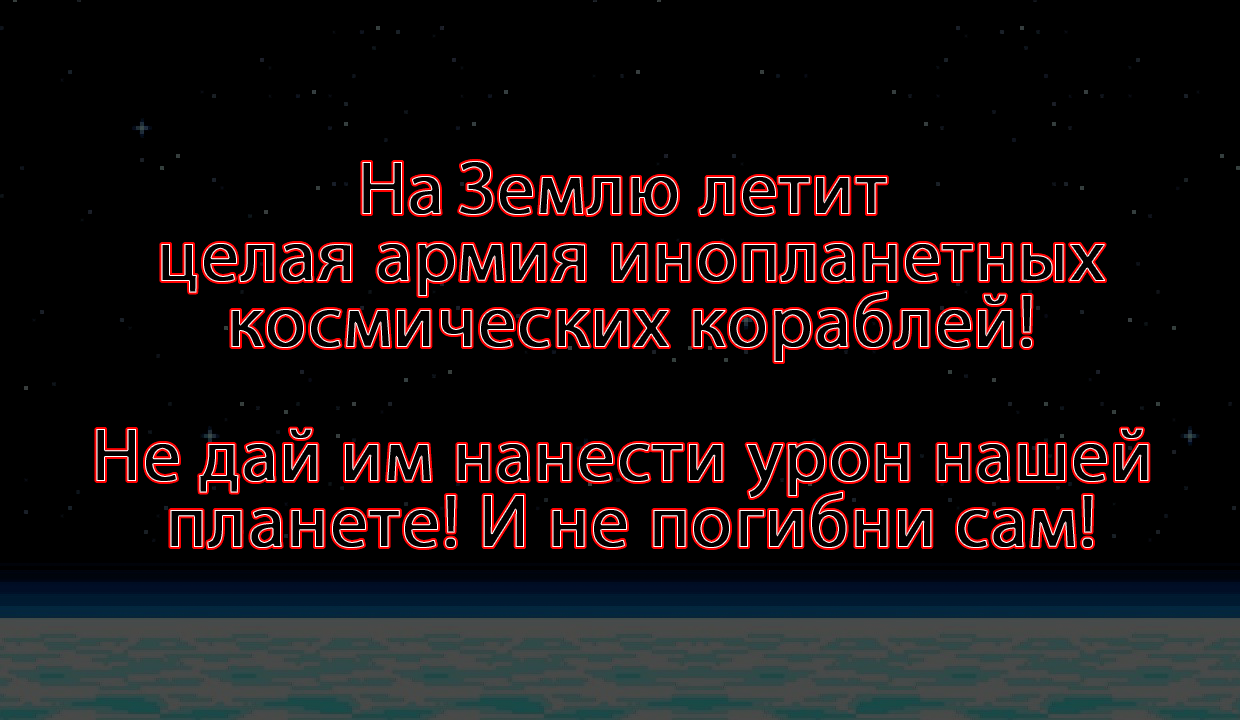 На Землю летит
целая армия инопланетных
космических кораблей!
Не дай им нанести урон нашей
планете! И не погибни сам!